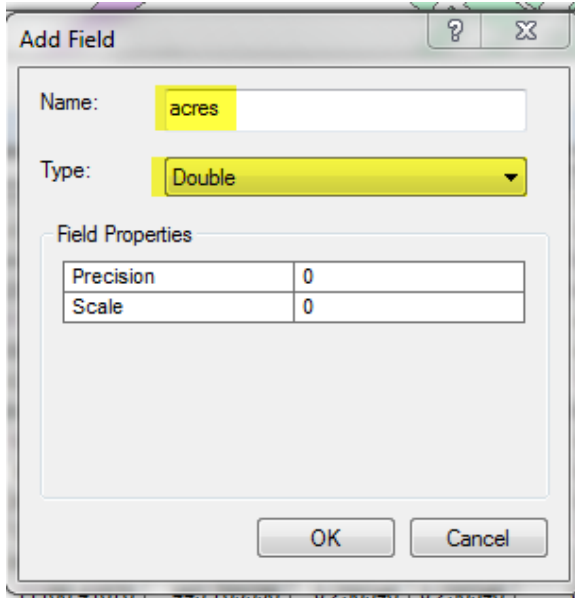 Add Field
Name: acres
Type: Double
Field Properties
Precision 0
Scale 0
OK Cancel